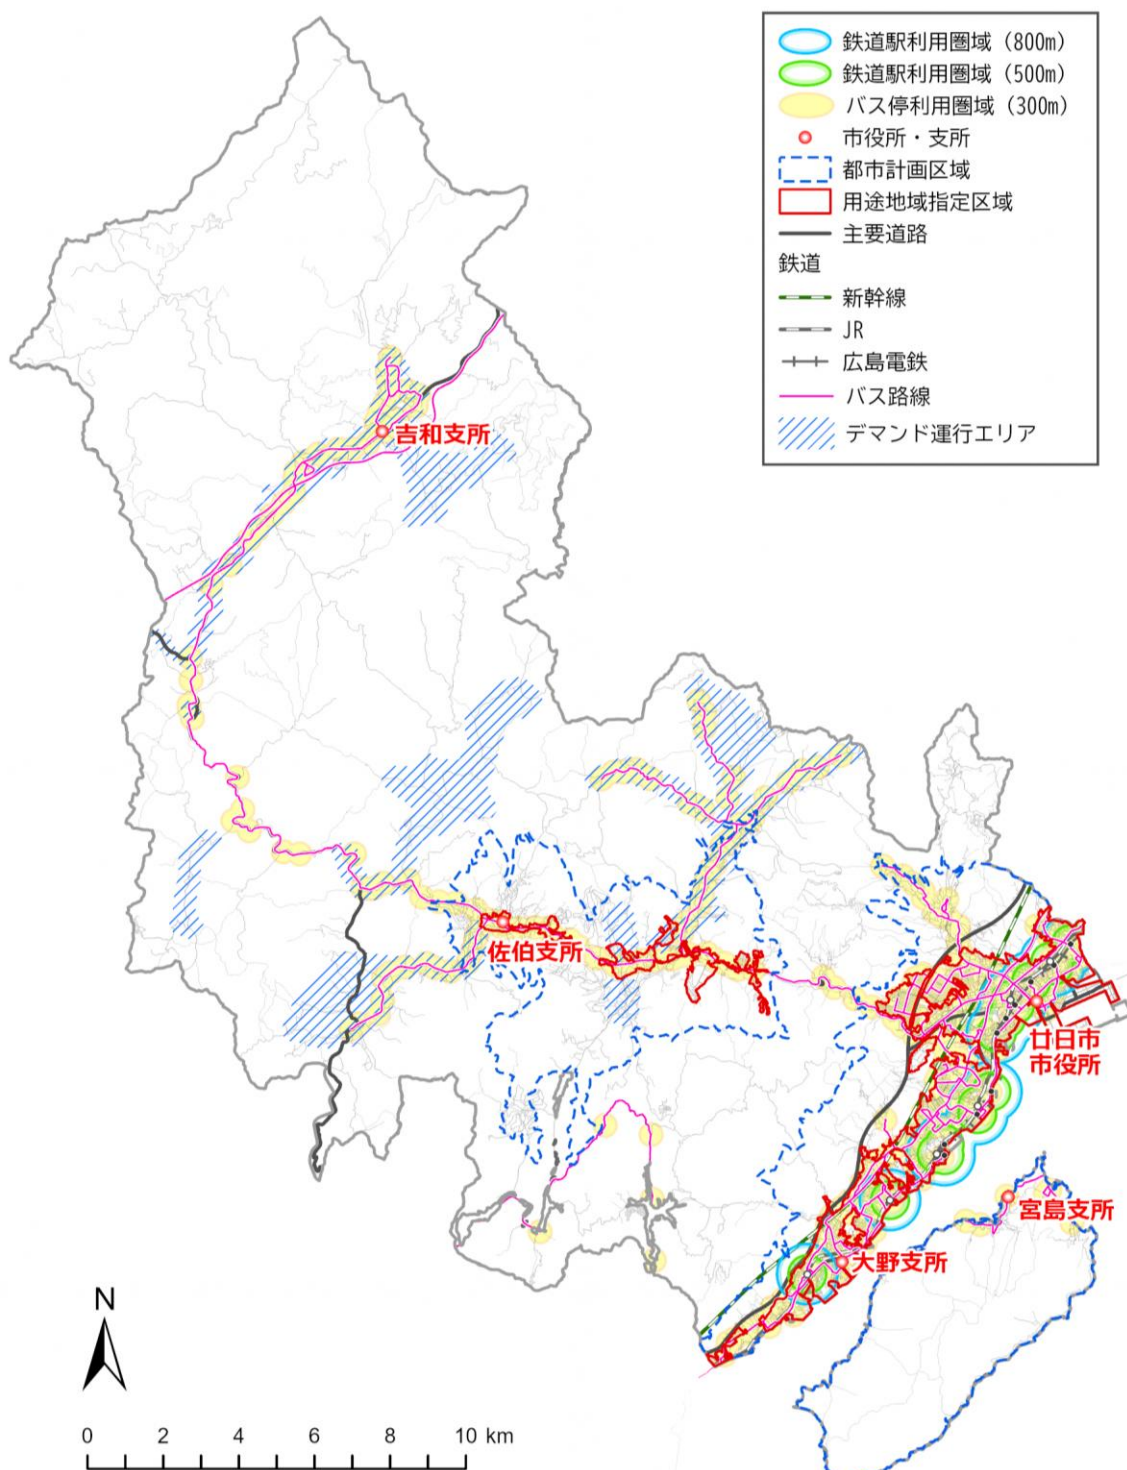 鉄道駅利用圏域（800m）
鉄道駅利用圏域（500m）
バス停利用圏域（300m）
市役所・支所
都市計画区域
用途地域指定区域
主要道路
鉄道
新幹線
JR
広島電鉄
バス路線
デマンド運行エリア
吉和支所
佐伯支所
廿日市
市役所
宮島支所
大野支所
N
0 2 4 6 8 10 km